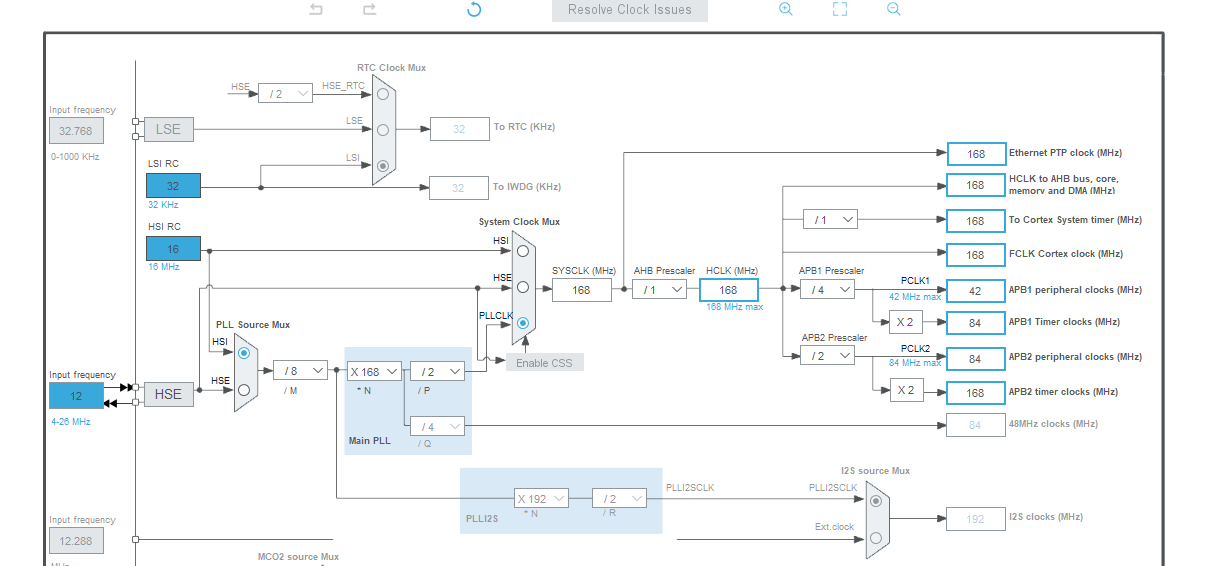 Resolve Clock Issues
RTC Clock Mux
HSE
/ 2
HSE_RTC
Input frequency
32.768
0-1000 KHz
LSE
LSE
32
To RTC (KHz)
LSI RC
LSI
32
32 KHz
32
To IWDG (KHz)
168
Ethernet PTP clock (MHz)
168
HCLK to AHB bus, core,
memory and DMA (MHz)
HSI RC
16
16 MHz
System Clock Mux
HSI
/ 1
168
To Cortex System timer (MHz)
168
FCLK Cortex clock (MHz)
HSE
SYSCLK (MHz)
168
AHB Prescaler
/ 1
HCLK (MHz)
168
168 MHz max
APB1 Prescaler
/ 4
PCLK1
42 MHz max
42
APB1 peripheral clocks (MHz)
PLLCLK
X 2
84
APB1 Timer clocks (MHz)
PLL Source Mux
HSI
HSE
APB2 Prescaler
/ 2
PCLK2
84 MHz max
84
APB2 peripheral clocks (MHz)
Enable CSS
X 2
168
APB2 timer clocks (MHz)
Input frequency
12
4-26 MHz
HSE
/ 8
/ M
X 168
* N
/ 2
/ P
/ 4
/ Q
Main PLL
84
48MHz clocks (MHz)
I2S source Mux
X 192
* N
/ 2
/ R
PLLI2S
PLLI2SCLK
PLLI2SCLK
Ext.clock
192
I2S clocks (MHz)
Input frequency
12.288
MCO2 source Mux